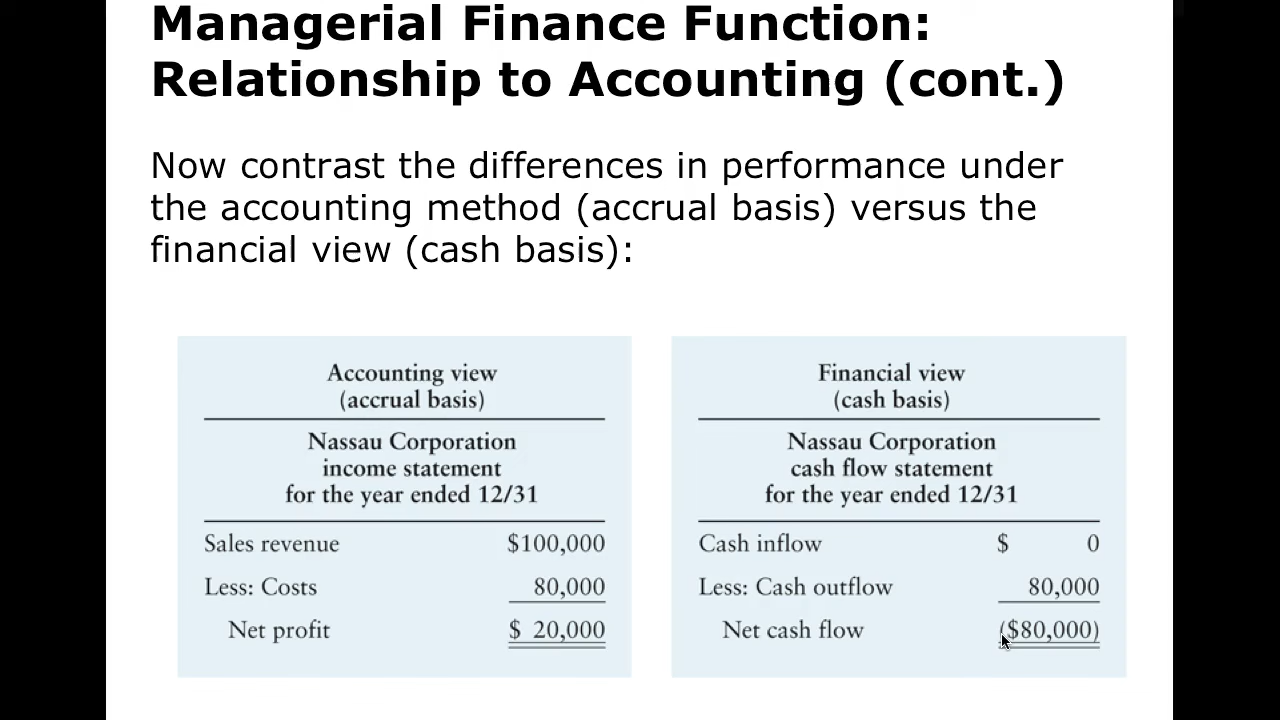 Managerial Finance Function:
Relationship to Accounting (cont.)
Now contrast the differences in performance under
the accounting method (accrual basis) versus the
financial view (cash basis):
Accounting view
(accrual basis)
Nassau Corporation
income statement
for the year ended 12/31
Sales revenue $100,000
Less: Costs 80,000
Net profit $ 20,000
Financial view
(cash basis)
Nassau Corporation
cash flow statement
for the year ended 12/31
Cash inflow $ 0
Less: Cash outflow 80,000
Net cash flow ($80,000)